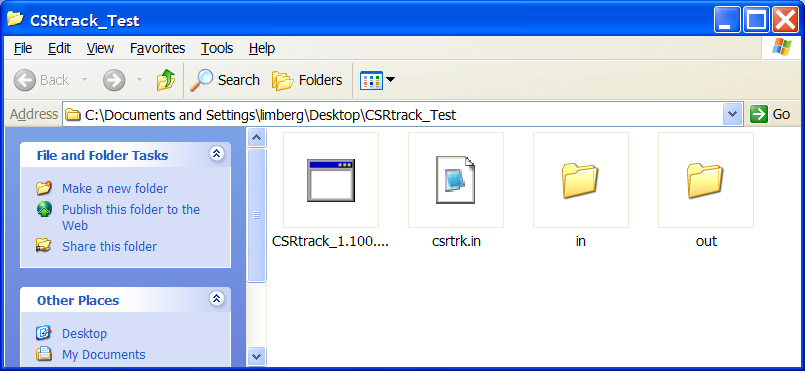 CSRtrack_Test
File Edit View Favorites Tools Help
Back Search Folders
Address C:\Documents and Settings\limberg\Desktop\CSRtrack_Test Go
File and Folder Tasks
Make a new folder
Publish this folder to the
Web
Share this folder
Other Places
Desktop
My Documents
CSRtrack_1.100.... csrtrk.in in out